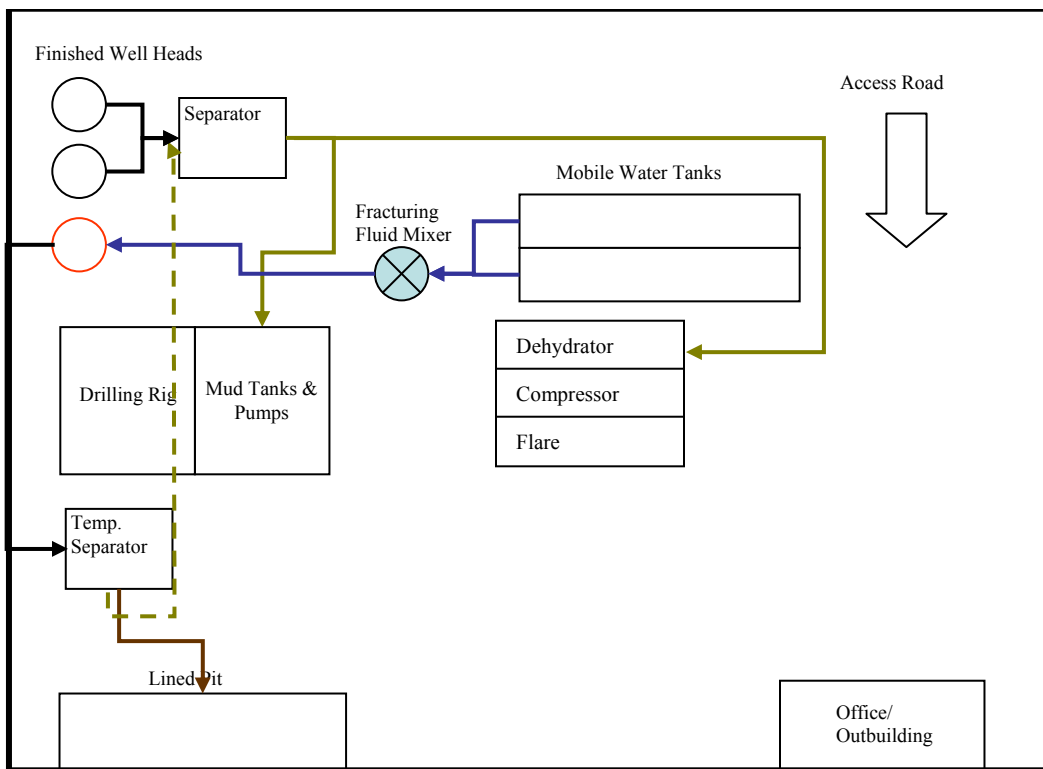 Finished Well Heads
Access Road
Separator
Mobile Water Tanks
Fracturing
Fluid Mixer
Dehydrator
Compressor
Flare
Drilling Rig
Mud Tanks &
Pumps
Temp.
Separator
Lined Pit
Office/
Outbuilding